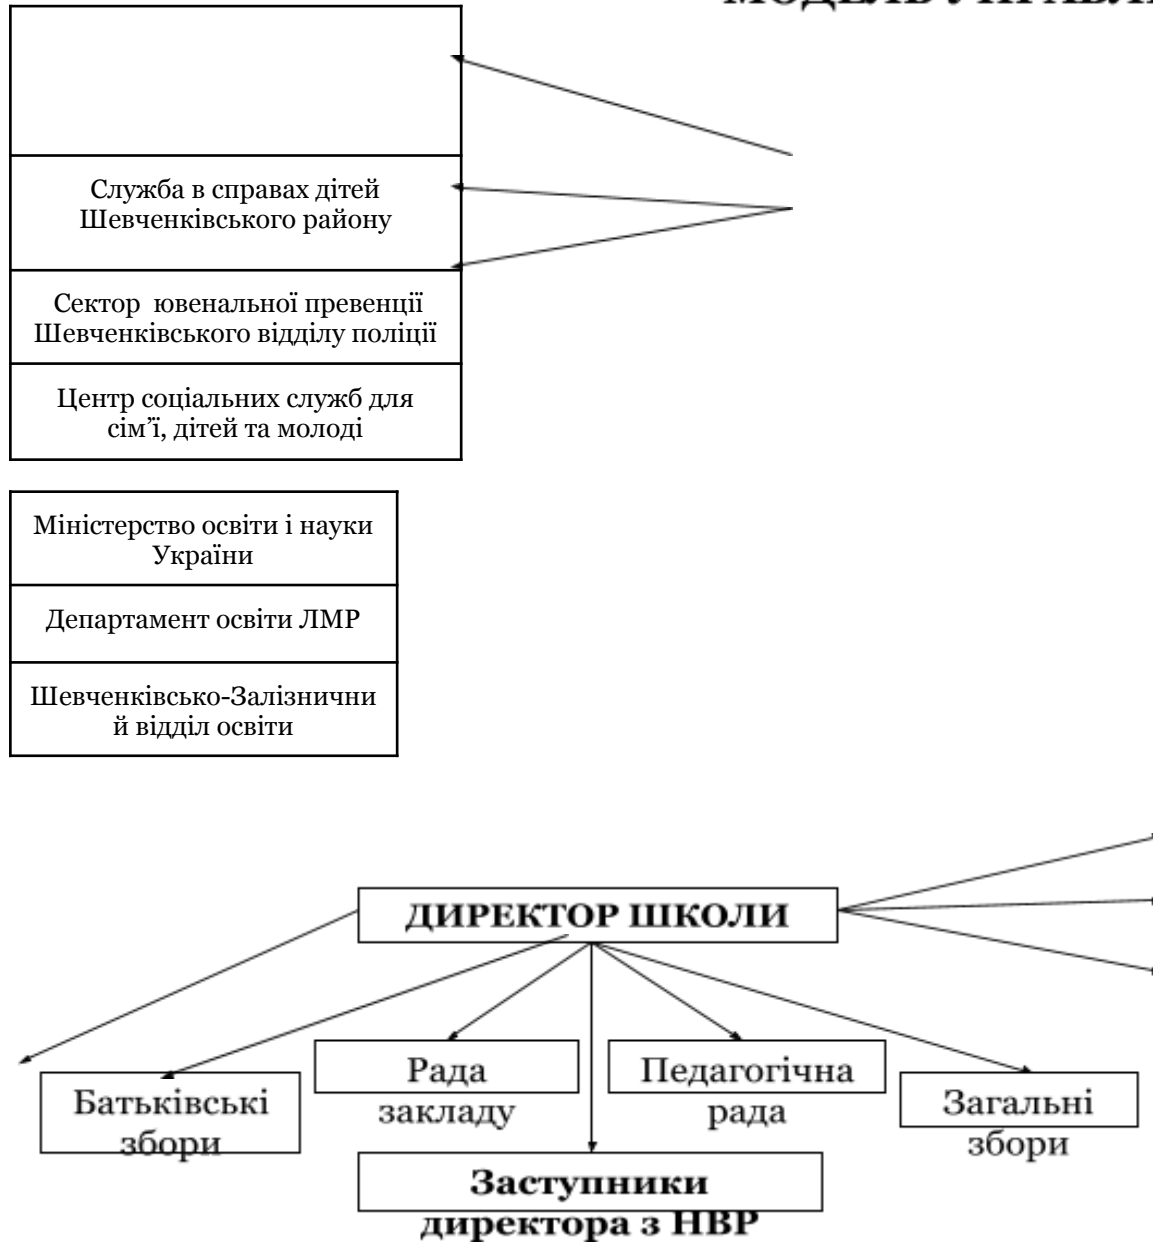 МОДЕЛЬ
Служба в справах дітей
Шевченківського району
Сектор ювенальної превенції
Шевченківського відділу поліції
Центр соціальних служб для
сім’ї, дітей та молоді
Міністерство освіти і науки
України
Департамент освіти ЛМР
Шевченківсько-Залізнични
й відділ освіти
ДИРЕКТОР ШКОЛИ
Рада
закладу
Педагогічна
рада
Батьківські
збори
Загальні
збори
Заступники
директора з НВР